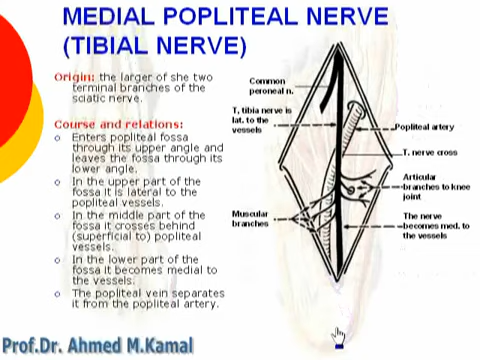 MEDIAL POPLITEAL NERVE
(TIBIAL NERVE)
Origin: the larger of she two
terminal branches of the
sciatic nerve.
Course and relations:
o Enters popliteal fossa
through its upper angle and
leaves the fossa through its
lower angle.
o In the upper part of the
fossa it is lateral to the
popliteal vessels.
o In the middle part of the
fossa it crosses behind
(superficial to) popliteal
vessels.
o In the lower part of the
fossa it becomes medial to
the vessels.
o The popliteal vein separates
it from the popliteal artery.
Common
peroneal n.
T. tibia nerve is
lat. to the
vessels
Popliteal artery
T. nerve cross
Articular
branches to knee
joint
Muscular
branches
The nerve
becomes med. to
the vessels
Prof.Dr. Ahmed M.Kamal